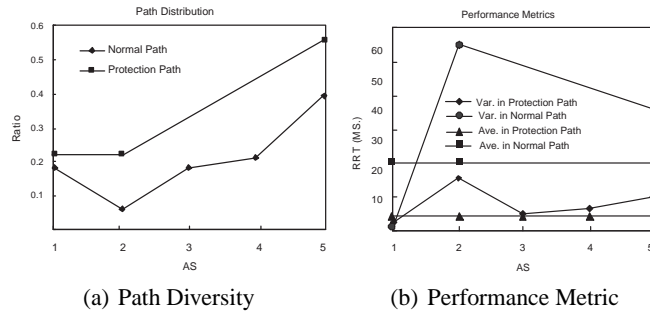 Path Distribution
0.6
0.5
0.4
0.3
0.2
0.1
Ratio
Normal Path
Protection Path
1 2 3 4 5
AS
(a) Path Diversity
Performance Metrics
60
50
40
30
20
10
RRT (MS.)
Var. in Protection Path
Var. in Normal Path
Ave. in Protection Path
Ave. in Normal Path
1 2 3 4 5
AS
(b) Performance Metric